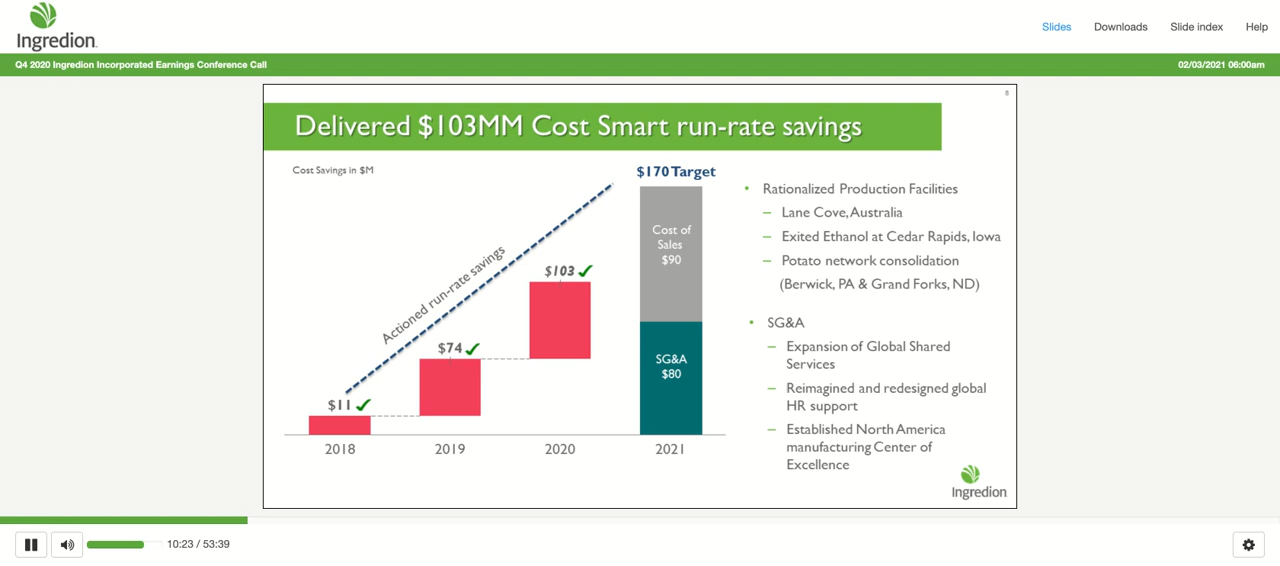 Ingredion.
Slides
Downloads
Slide index
Help
Q4 2020 Ingredion Incorporated Earnings Conference Call
02/03/2021 06:00am
8
Delivered $103MM Cost Smart run-rate savings
Cost Savings in $M
Actioned run-rate savings
$11
$74
$103
$170 Target
Cost of
Sales
$90
SG&A
$80
2018
2019
2020
2021
• Rationalized Production Facilities
– Lane Cove, Australia
– Exited Ethanol at Cedar Rapids, Iowa
– Potato network consolidation
(Berwick, PA & Grand Forks, ND)
• SG&A
– Expansion of Global Shared
Services
– Reimagined and redesigned global
HR support
– Established North America
manufacturing Center of
Excellence
Ingredion
10:23 / 53:39